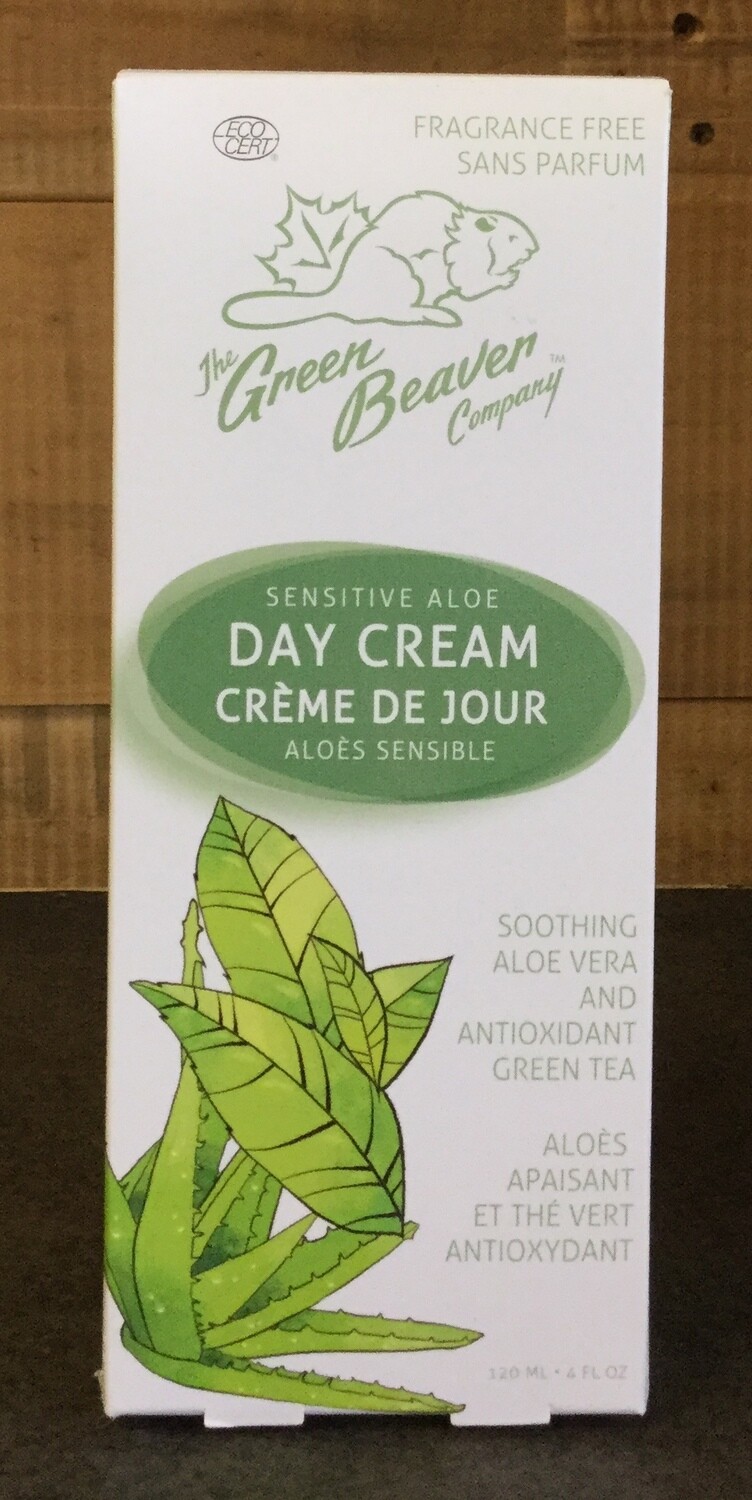 ECO
CERT
®
FRAGRANCE FREE
SANS PARFUM
The Green Beaver Company™
SENSITIVE ALOE
DAY CREAM
CRÈME DE JOUR
ALOÈS SENSIBLE
SOOTHING
ALOE VERA
AND
ANTIOXIDANT
GREEN TEA
ALOÈS
APAISANT
ET THÉ VERT
ANTIOXYDANT
120 ML • 4 FL OZ